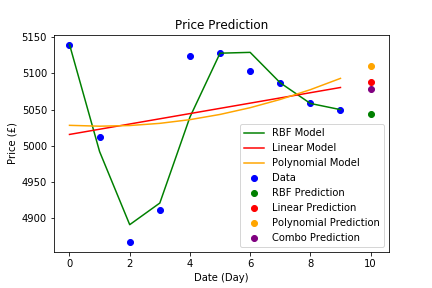 Price Prediction
5150
5100
5050
5000
4950
4900
Price (£)
0
2
4
6
8
10
Date (Day)
RBF Model
Linear Model
Polynomial Model
Data
RBF Prediction
Linear Prediction
Polynomial Prediction
Combo Prediction